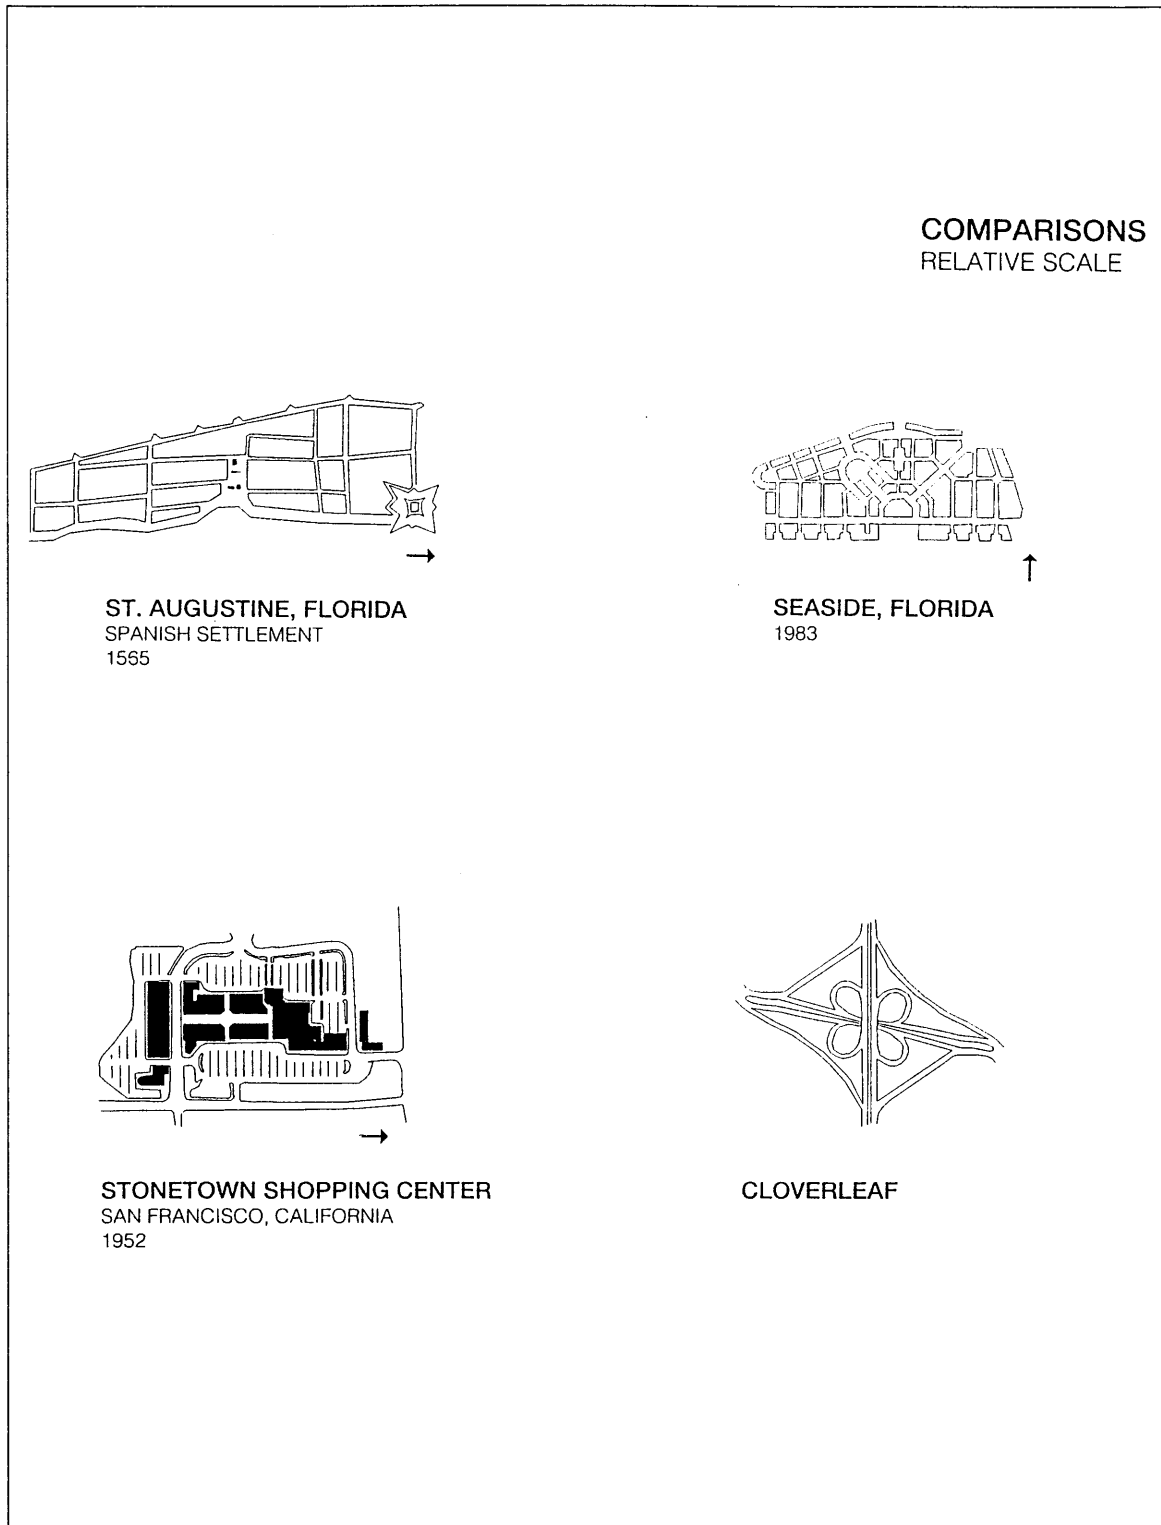 COMPARISONS
RELATIVE SCALE
ST. AUGUSTINE, FLORIDA
SPANISH SETTLEMENT
1565
SEASIDE, FLORIDA
1983
STONETOWN SHOPPING CENTER
SAN FRANCISCO, CALIFORNIA
1952
CLOVERLEAF